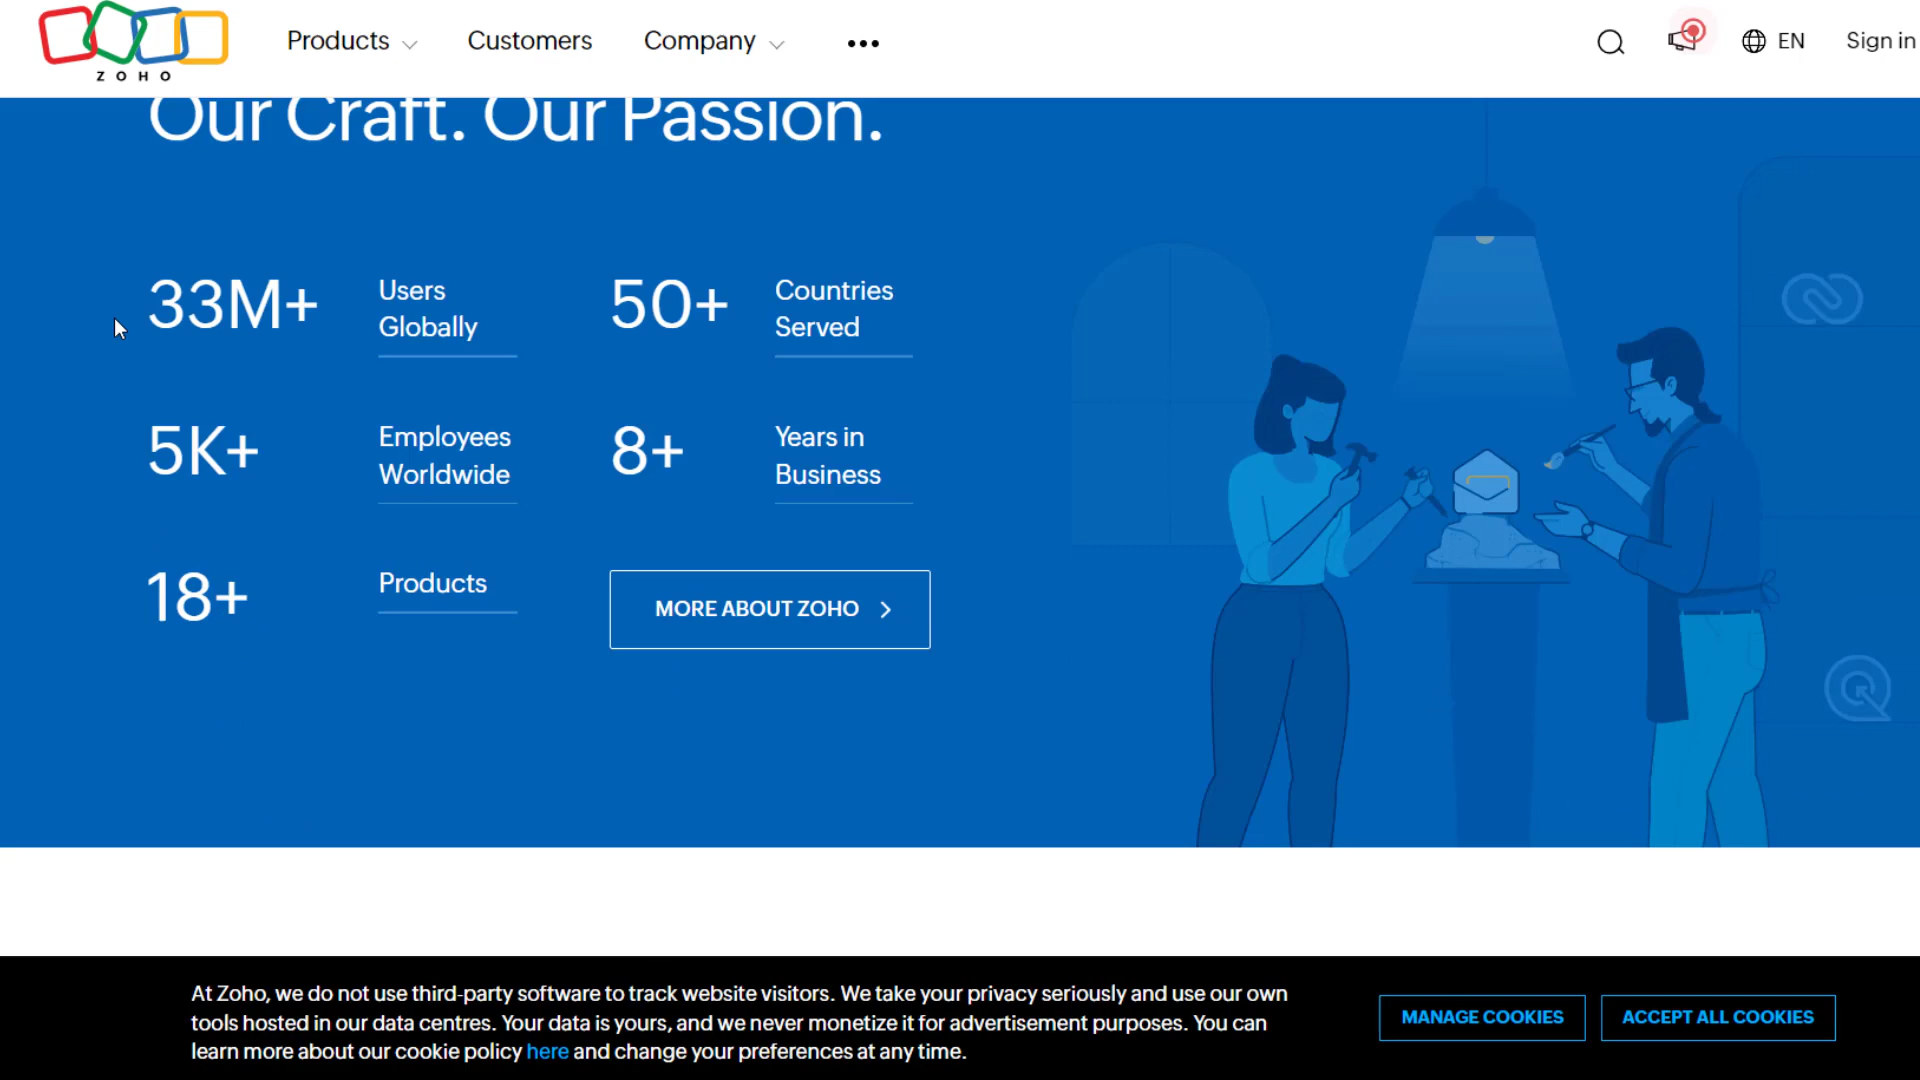 ZOHO
Products
Customers
Company
EN
Sign in
Our Craft. Our Passion.
33M+
Users
Globally
50+
Countries
Served
5K+
Employees
Worldwide
8+
Years in
Business
18+
Products
MORE ABOUT ZOHO
At Zoho, we do not use third-party software to track website visitors. We take your privacy seriously and use our own
tools hosted in our data centres. Your data is yours, and we never monetize it for advertisement purposes. You can
learn more about our cookie policy here and change your preferences at any time.
MANAGE COOKIES
ACCEPT ALL COOKIES